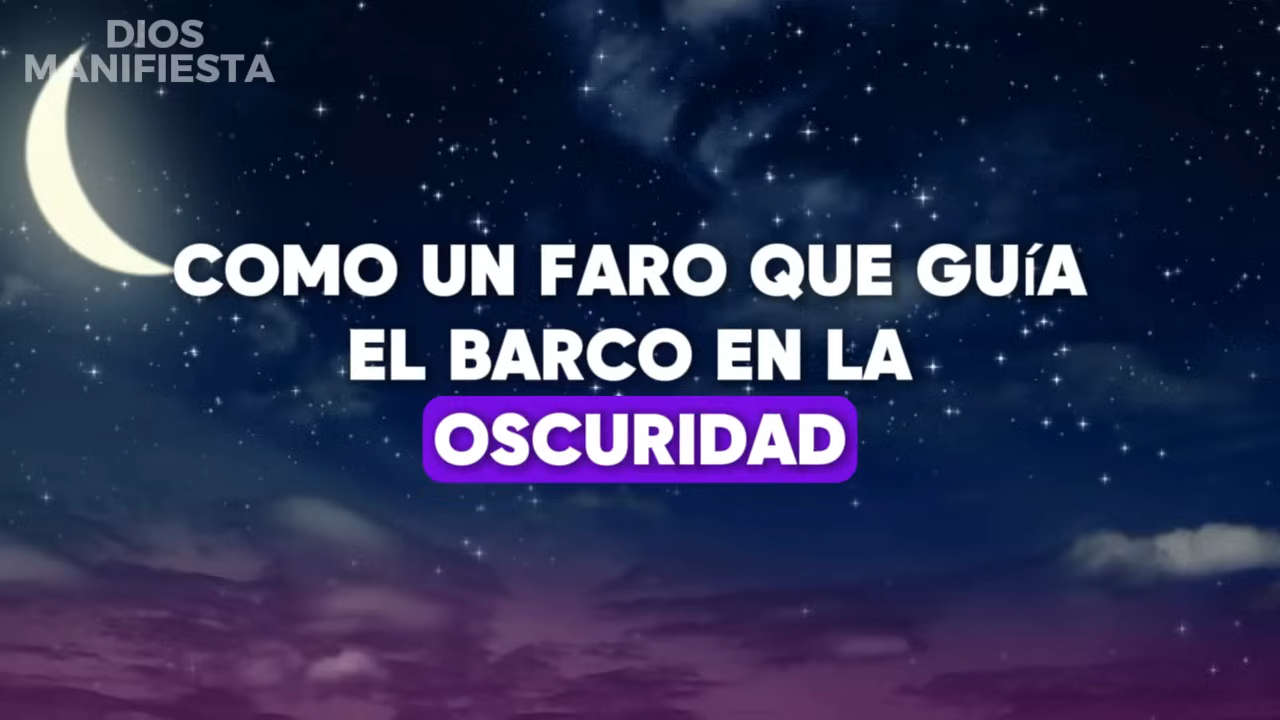 DIOS
MANIFIESTA
COMO UN FARO QUE GUíA
EL BARCO EN LA
OSCURIDAD